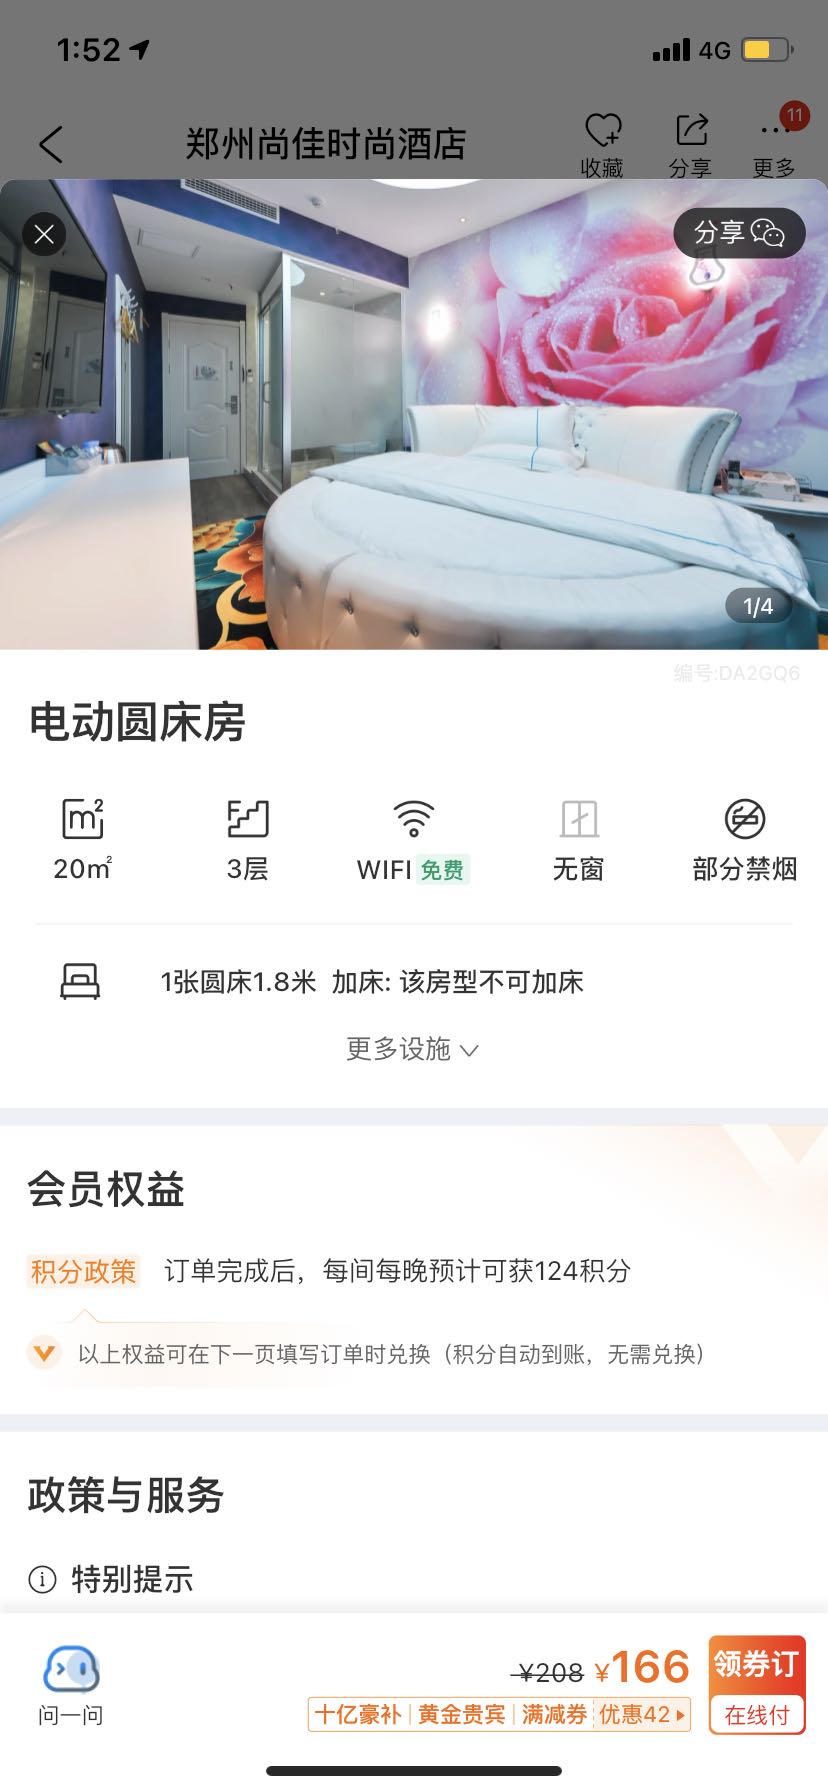 1:52
4G
郑州尚佳时尚酒店
收藏
分享
更多
11
分享
1/4
编号:DA2GQ6
电动圆床房
20m²
3层
WIFI 免费
无窗
部分禁烟
1张圆床1.8米 加床: 该房型不可加床
更多设施
会员权益
积分政策 订单完成后，每间每晚预计可获124积分
以上权益可在下一页填写订单时兑换（积分自动到账，无需兑换）
政策与服务
特别提示
问一问
¥208 ¥166
十亿豪补 黄金贵宾 满减券 优惠42
领券订
在线付